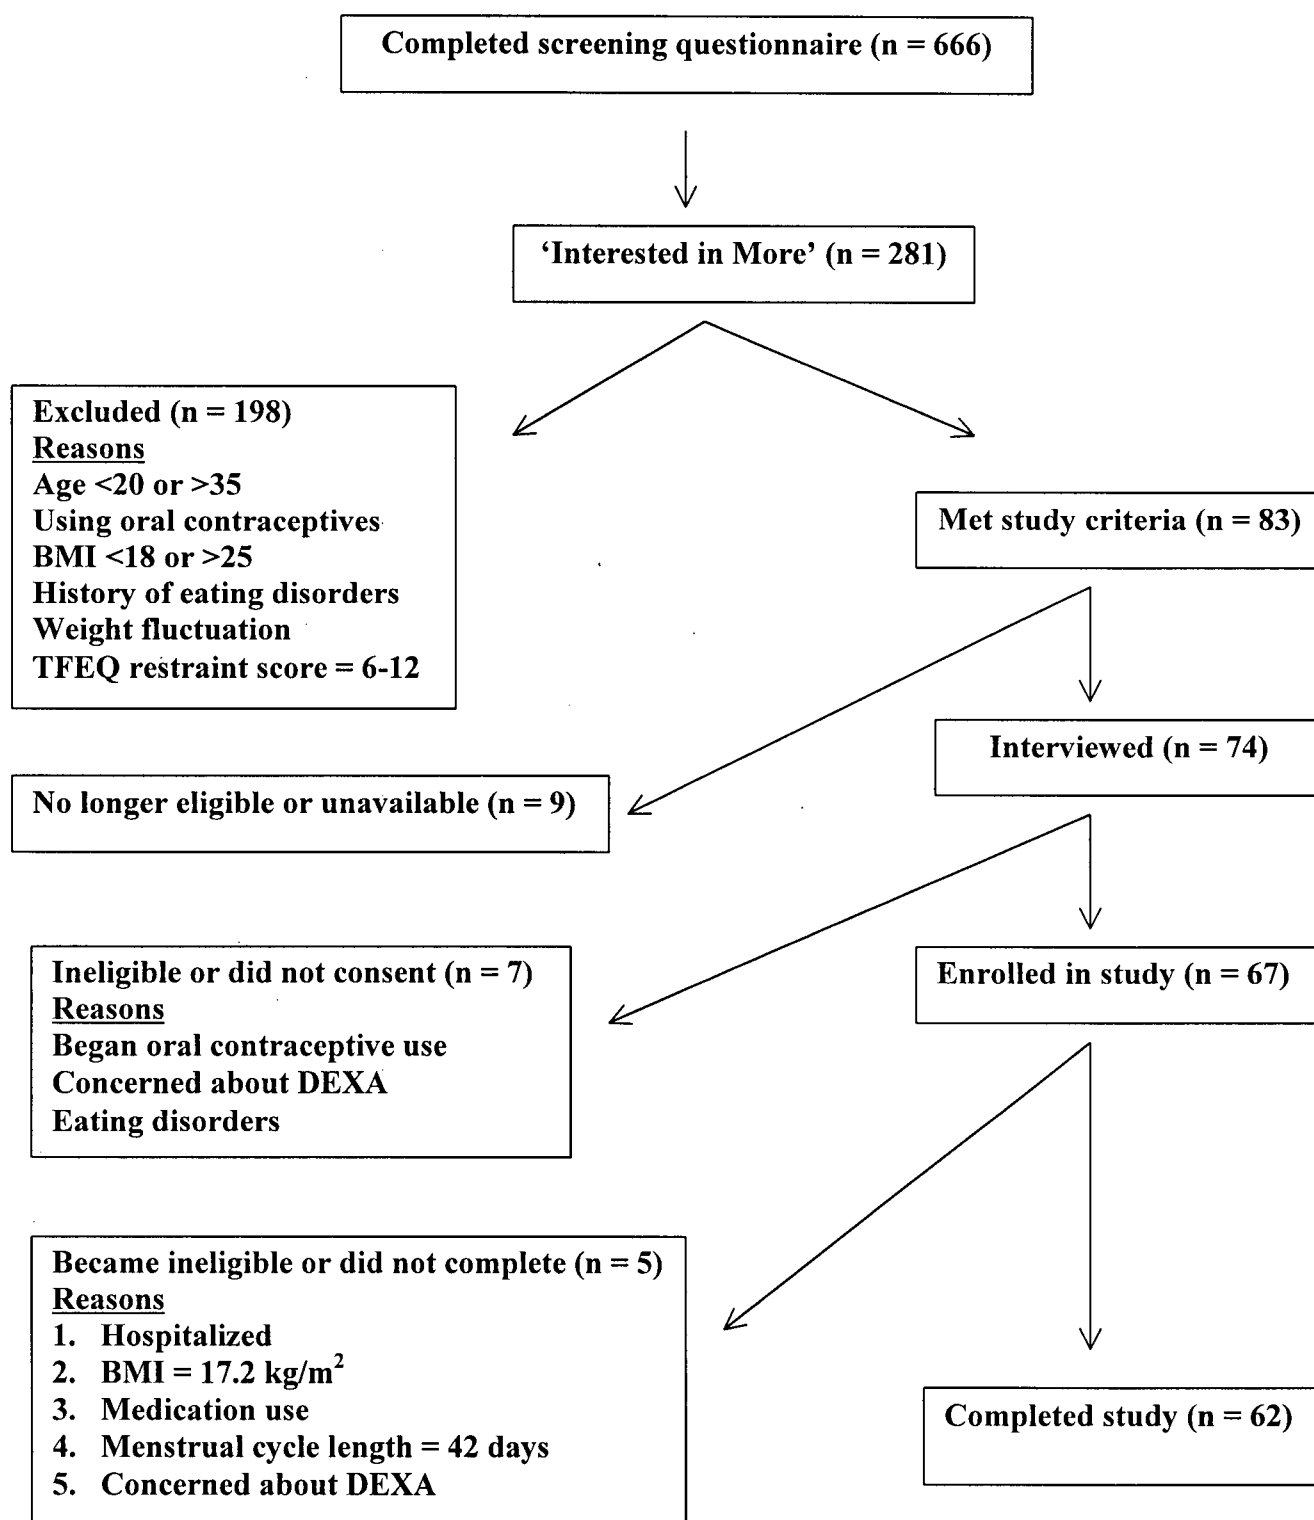 Completed screening questionnaire (n = 666)
‘Interested in More’ (n = 281)
Excluded (n = 198)
Reasons
Age <20 or >35
Using oral contraceptives
BMI <18 or >25
History of eating disorders
Weight fluctuation
TFEQ restraint score = 6-12
Met study criteria (n = 83)
Interviewed (n = 74)
No longer eligible or unavailable (n = 9)
Ineligible or did not consent (n = 7)
Reasons
Began oral contraceptive use
Concerned about DEXA
Eating disorders
Enrolled in study (n = 67)
Became ineligible or did not complete (n = 5)
Reasons
1. Hospitalized
2. BMI = 17.2 kg/m²
3. Medication use
4. Menstrual cycle length = 42 days
5. Concerned about DEXA
Completed study (n = 62)